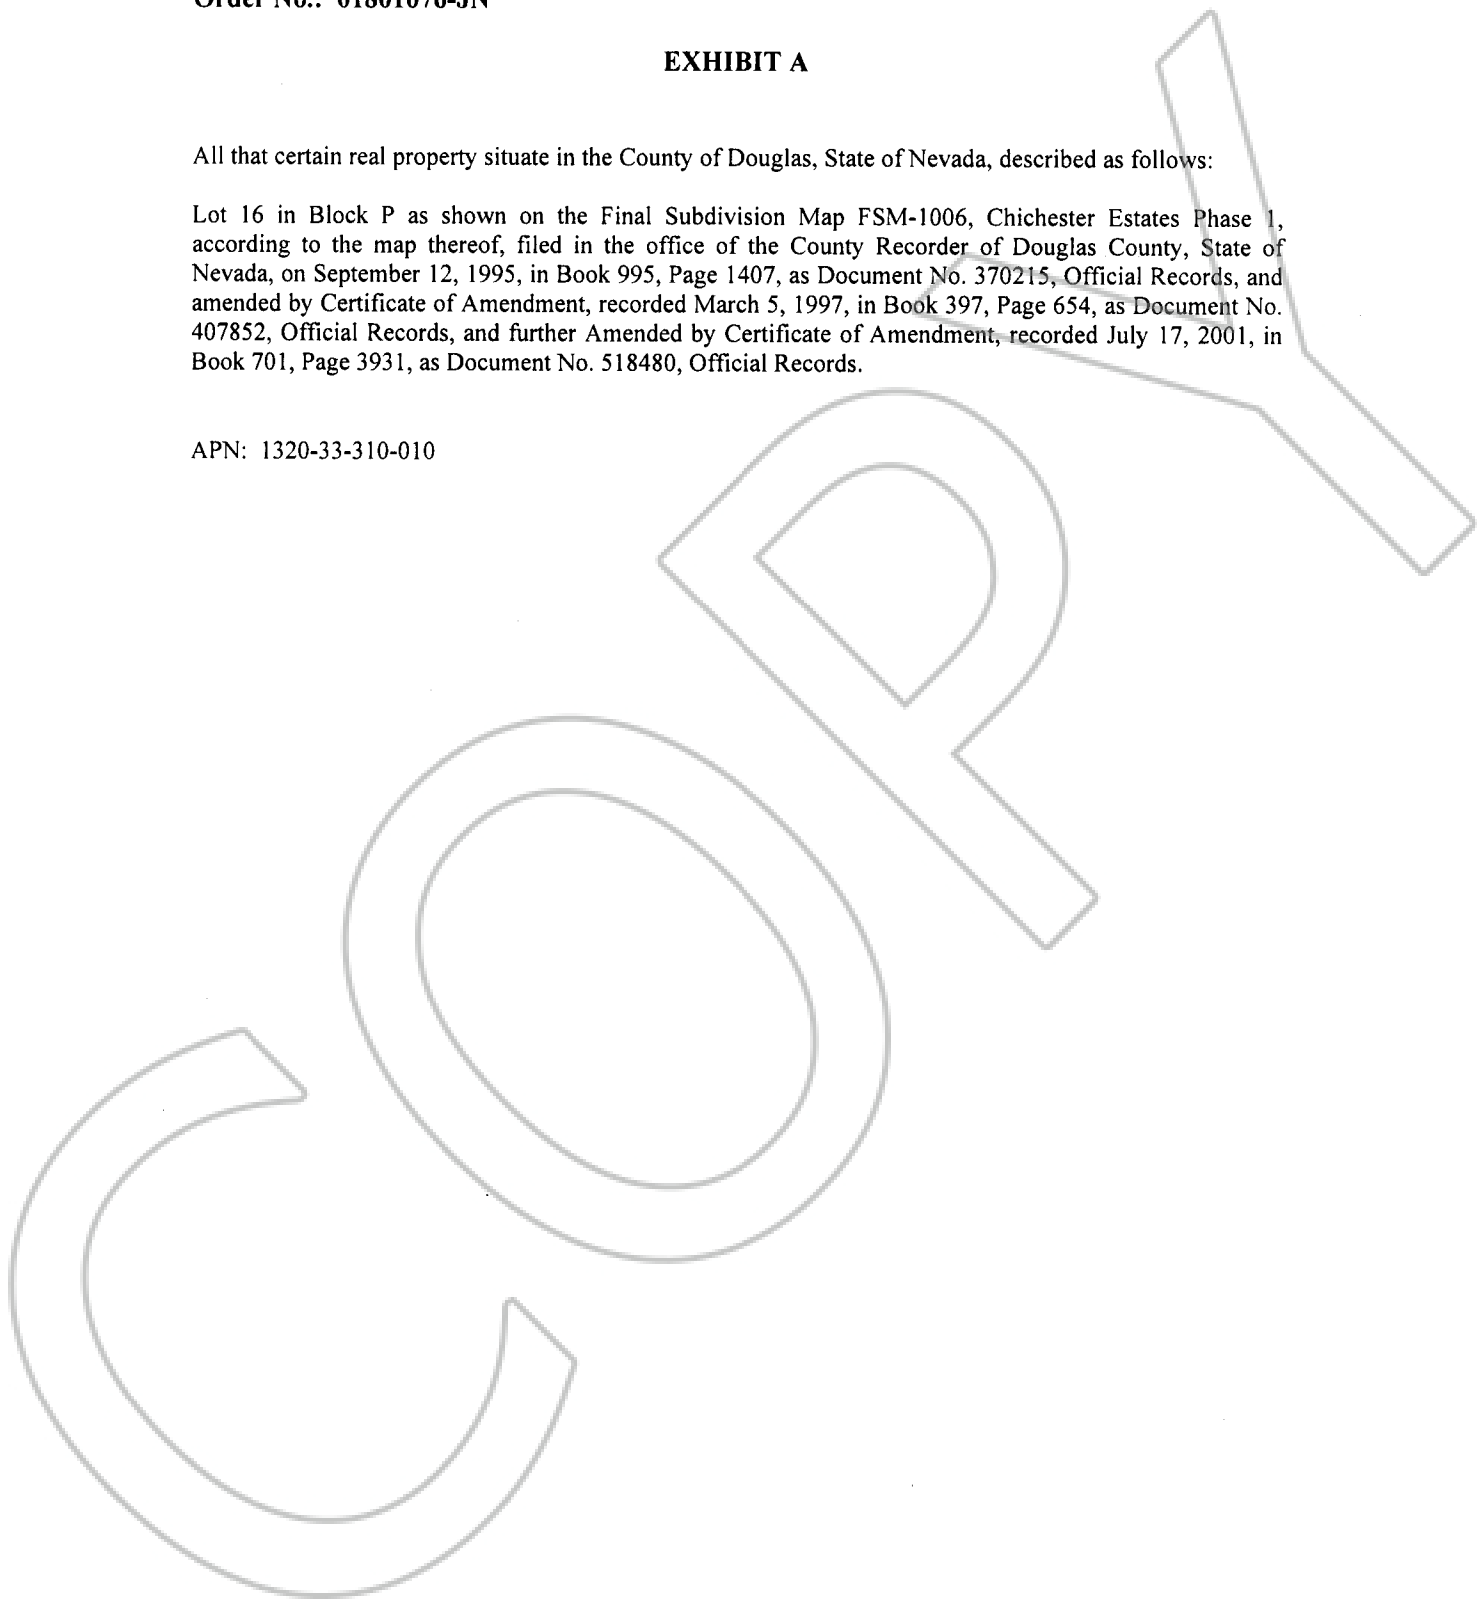 Order No.: 01801076-JN
EXHIBIT A
All that certain real property situate in the County of Douglas, State of Nevada, described as follows:
Lot 16 in Block P as shown on the Final Subdivision Map FSM-1006, Chichester Estates Phase 1,
according to the map thereof, filed in the office of the County Recorder of Douglas County, State of
Nevada, on September 12, 1995, in Book 995, Page 1407, as Document No. 370215, Official Records, and
amended by Certificate of Amendment, recorded March 5, 1997, in Book 397, Page 654, as Document No.
407852, Official Records, and further Amended by Certificate of Amendment, recorded July 17, 2001, in
Book 701, Page 3931, as Document No. 518480, Official Records.
APN: 1320-33-310-010
COPY